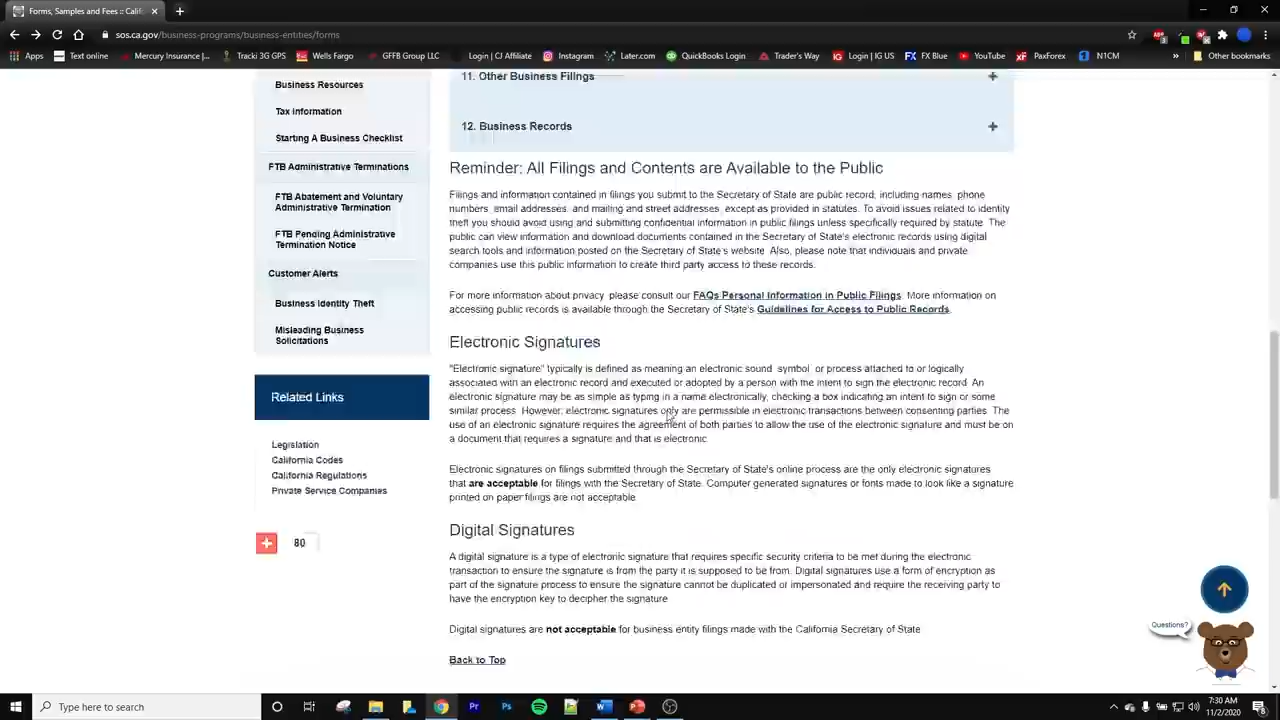 Forms, Samples and Fees :: Calif
sos.ca.gov/business-programs/business-entities/forms
Apps
Text online
Mercury Insurance |...
Tracki 3G GPS
Wells Fargo
GFFB Group LLC
Login | CJ Affiliate
Instagram
Later.com
QuickBooks Login
Trader's Way
Login | IG US
FX Blue
YouTube
PaxForex
N1CM
»
Other bookmarks
Business Resources
Tax Information
Starting A Business Checklist
FTB Administrative Terminations
FTB Abatement and Voluntary
Administrative Termination
FTB Pending Administrative
Termination Notice
Customer Alerts
Business Identity Theft
Misleading Business
Solicitations
Related Links
Legislation
California Codes
California Regulations
Private Service Companies
80
11. Other Business Filings
12. Business Records
Reminder: All Filings and Contents are Available to the Public
Filings and information contained in filings you submit to the Secretary of State are public record, including names, phone
numbers, email addresses, and mailing and street addresses, except as provided in statutes. To avoid issues related to identity
theft you should avoid using and submitting confidential information in public filings unless specifically required by statute. The
public can view information and download documents contained in the Secretary of State's electronic records using digital
search tools and information posted on the Secretary of State's website. Also, please note that individuals and private
companies use this public information to create third party access to these records.
For more information about privacy, please consult our FAQs Personal Information in Public Filings. More information on
accessing public records is available through the Secretary of State's Guidelines for Access to Public Records.
Electronic Signatures
"Electronic signature" typically is defined as meaning an electronic sound, symbol, or process attached to or logically
associated with an electronic record and executed or adopted by a person with the intent to sign the electronic record. An
electronic signature may be as simple as typing in a name electronically, checking a box indicating an intent to sign or some
similar process. However, electronic signatures only are permissible in electronic transactions between consenting parties. The
use of an electronic signature requires the agreement of both parties to allow the use of the electronic signature and must be on
a document that requires a signature and that is electronic.
Electronic signatures on filings submitted through the Secretary of State's online process are the only electronic signatures
that are acceptable for filings with the Secretary of State. Computer generated signatures or fonts made to look like a signature
printed on paper filings are not acceptable.
Digital Signatures
A digital signature is a type of electronic signature that requires specific security criteria to be met during the electronic
transaction to ensure the signature is from the party it is supposed to be from. Digital signatures use a form of encryption as
part of the signature process to ensure the signature cannot be duplicated or impersonated and require the receiving party to
have the encryption key to decipher the signature.
Digital signatures are not acceptable for business entity filings made with the California Secretary of State.
Back to Top
Questions?
Type here to search
7:30 AM
11/2/2020